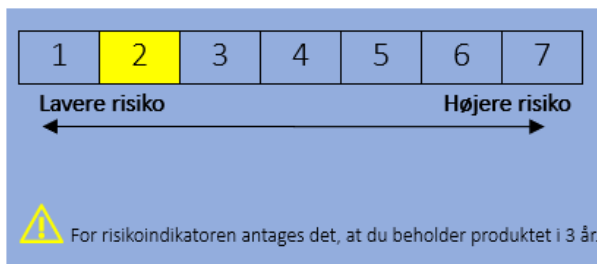 1 2 3 4 5 6 7
Lavere risiko Højere risiko
For risikoindikatoren antages det, at du beholder produktet i 3 år.